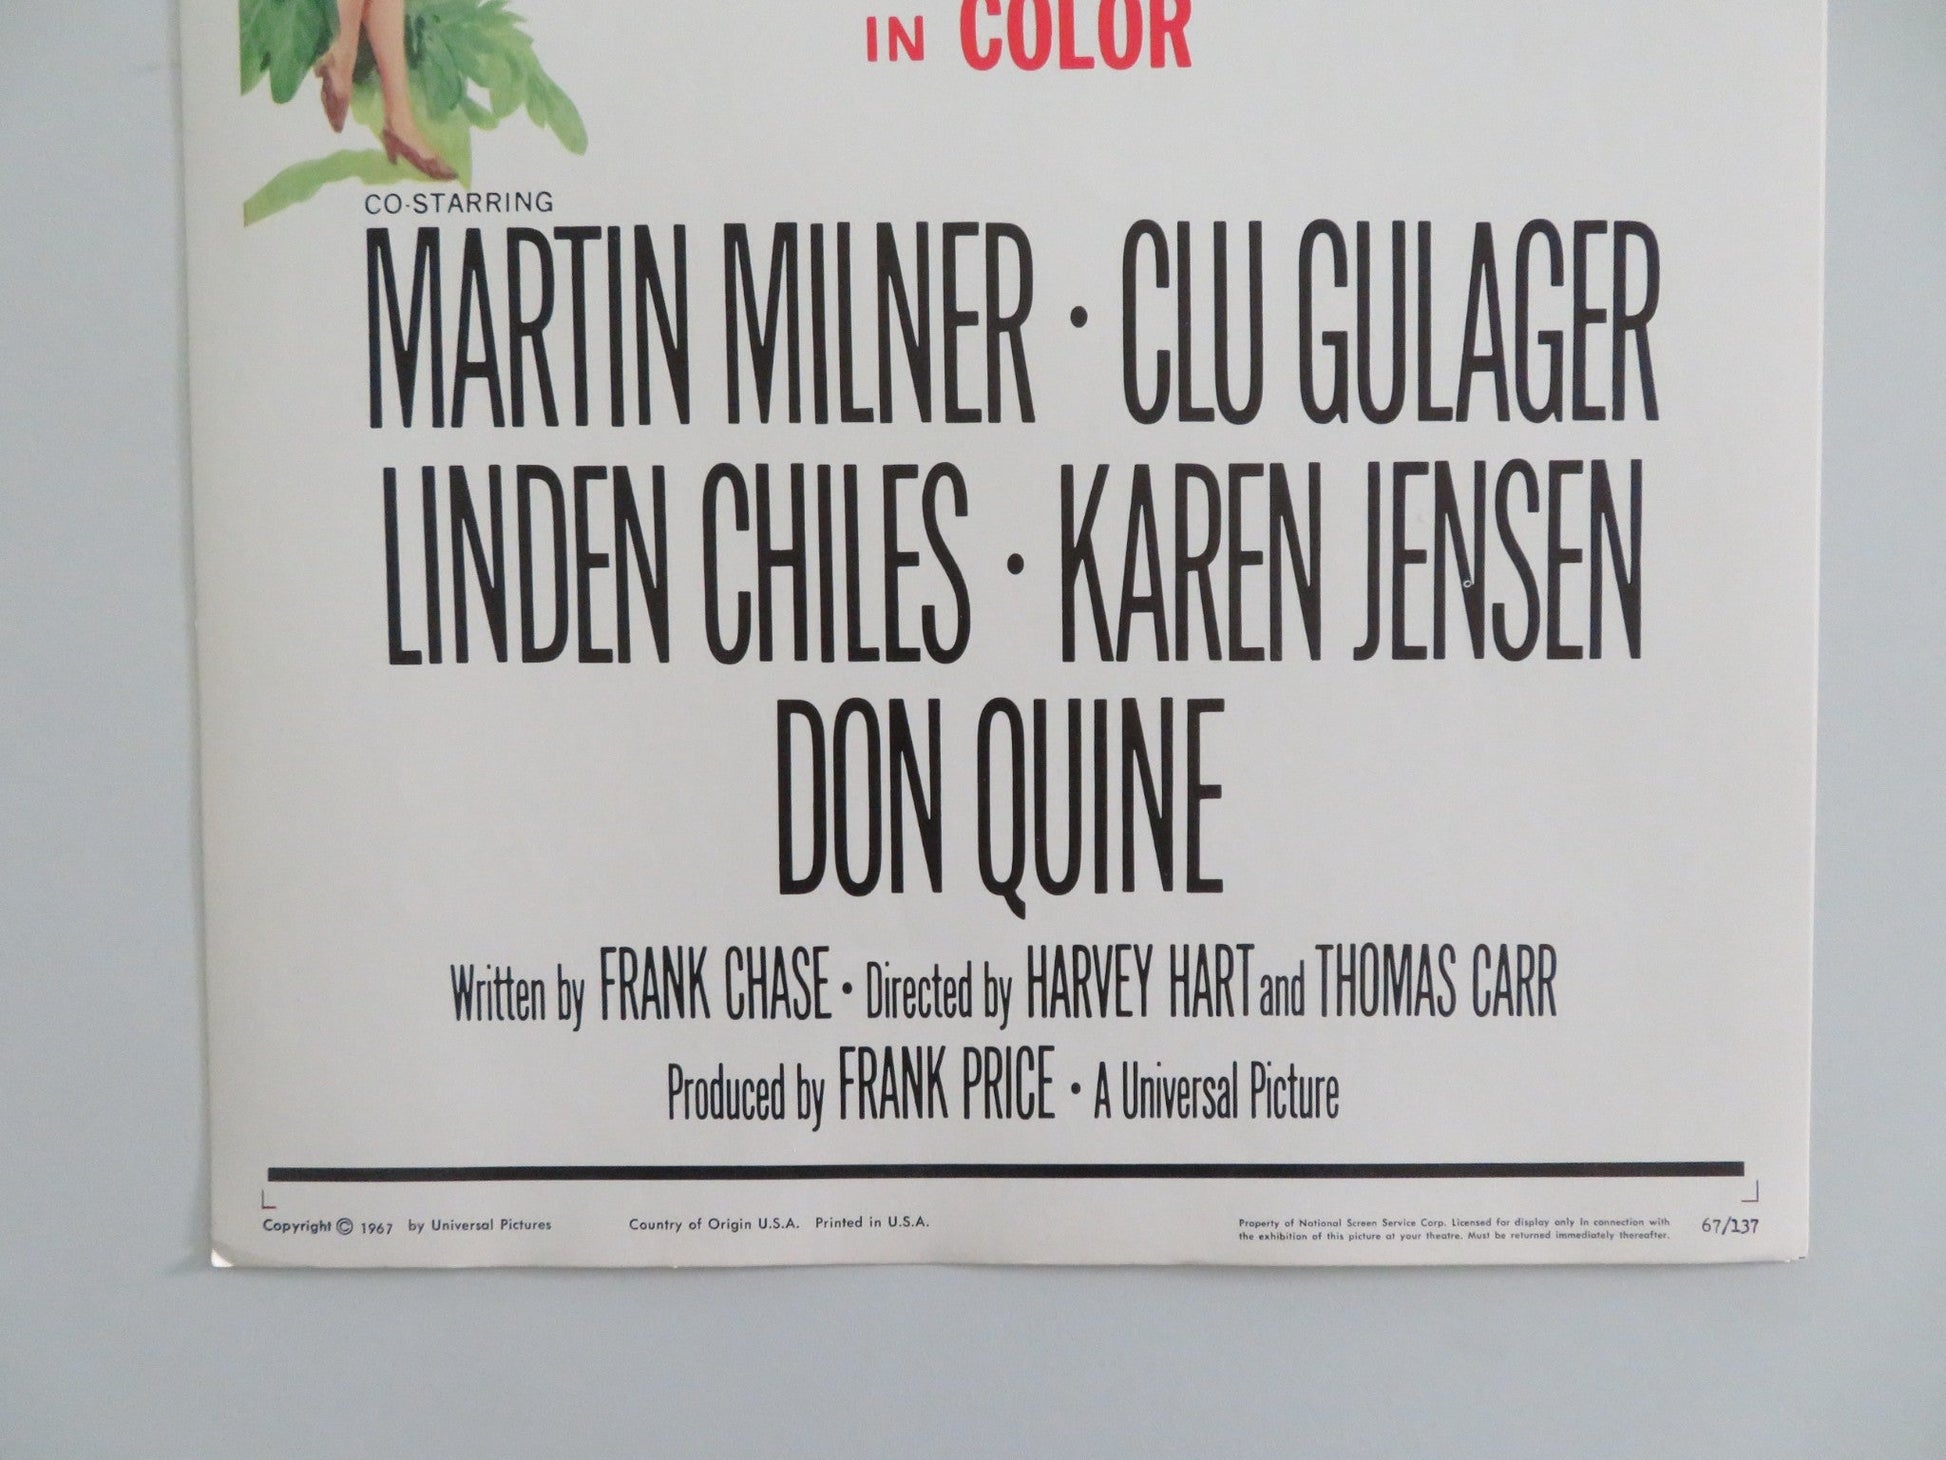 IN COLOR
CO-STARRING
MARTIN MILNER · CLU GULAGER
LINDEN CHILES · KAREN JENSEN
DON QUINE
Written by FRANK CHASE · Directed by HARVEY HART and THOMAS CARR
Produced by FRANK PRICE · A Universal Picture
Copyright © 1967 by Universal Pictures Country of Origin U.S.A. Printed in U.S.A.
Property of National Screen Service Corp. Licensed for display only in connection with
the exhibition of this picture at your theatre. Must be returned immediately thereafter.
67/137